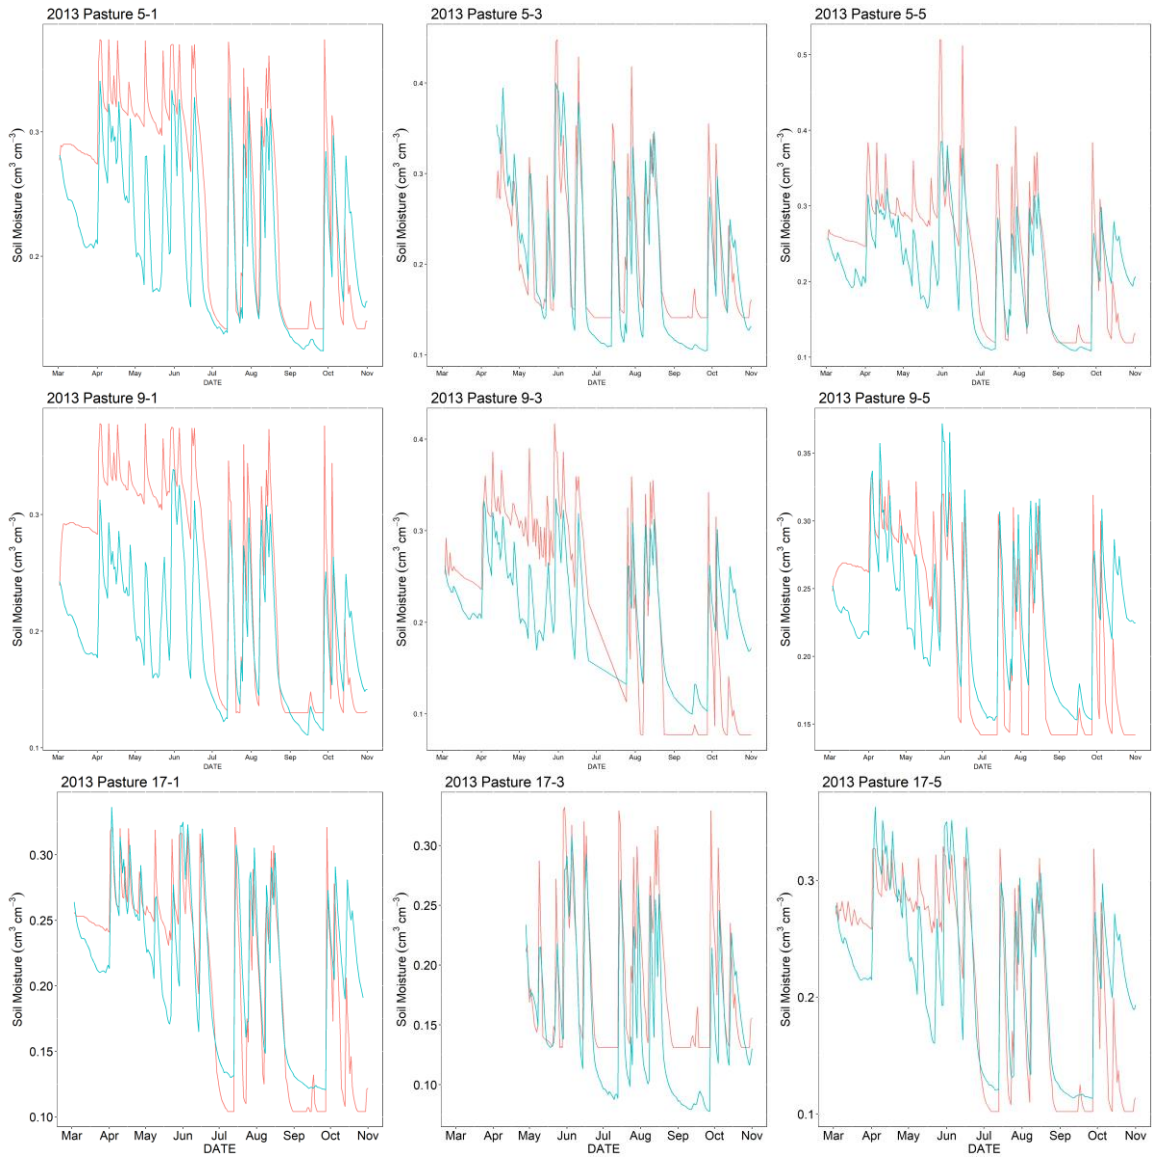 2013 Pasture 5-1
Soil Moisture (cm³ cm⁻³)
0.3
0.2
Mar Apr May Jun Jul Aug Sep Oct Nov
DATE
2013 Pasture 5-3
Soil Moisture (cm³ cm⁻³)
0.4
0.3
0.2
0.1
Mar Apr May Jun Jul Aug Sep Oct Nov
DATE
2013 Pasture 5-5
Soil Moisture (cm³ cm⁻³)
0.5
0.4
0.3
0.2
0.1
Mar Apr May Jun Jul Aug Sep Oct Nov
DATE
2013 Pasture 9-1
Soil Moisture (cm³ cm⁻³)
0.3
0.2
0.1
Mar Apr May Jun Jul Aug Sep Oct Nov
DATE
2013 Pasture 9-3
Soil Moisture (cm³ cm⁻³)
0.4
0.3
0.2
0.1
Mar Apr May Jun Jul Aug Sep Oct Nov
DATE
2013 Pasture 9-5
Soil Moisture (cm³ cm⁻³)
0.35
0.30
0.25
0.20
0.15
Mar Apr May Jun Jul Aug Sep Oct Nov
DATE
2013 Pasture 17-1
Soil Moisture (cm³ cm⁻³)
0.30
0.25
0.20
0.15
0.10
Mar Apr May Jun Jul Aug Sep Oct Nov
DATE
2013 Pasture 17-3
Soil Moisture (cm³ cm⁻³)
0.30
0.25
0.20
0.15
0.10
Mar Apr May Jun Jul Aug Sep Oct Nov
DATE
2013 Pasture 17-5
Soil Moisture (cm³ cm⁻³)
0.3
0.2
0.1
Mar Apr May Jun Jul Aug Sep Oct Nov
DATE